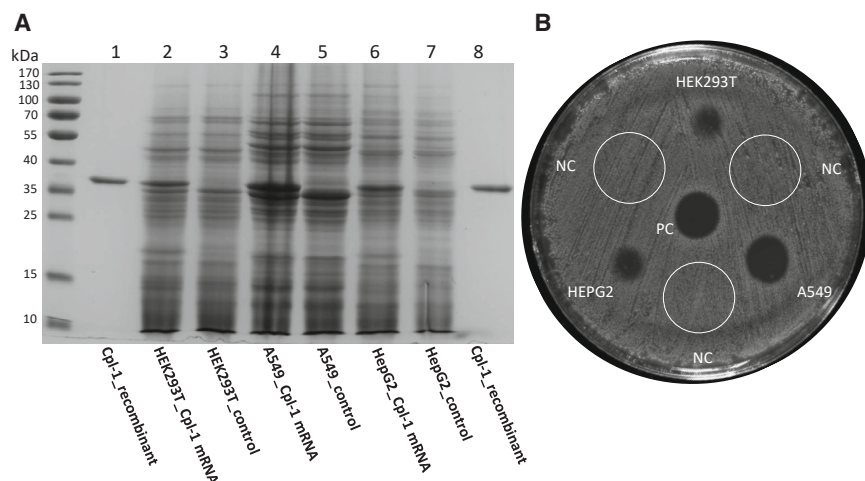 A
B
kDa
1 2 3 4 5 6 7 8
170
130
100
70
55
40
35
25
15
10
Cpl-1_recombinant
HEK293T_Cpl-1 mRNA
HEK293T_control
A549_Cpl-1 mRNA
A549_control
HepG2_Cpl-1 mRNA
HepG2_control
Cpl-1_recombinant
HEK293T
NC
NC
PC
HEPG2
A549
NC